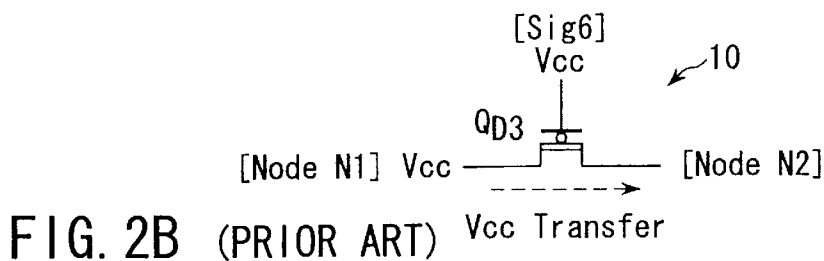 [Sig6]
Vcc
10
QD3
[Node N1] Vcc
[Node N2]
Vcc Transfer
FIG. 2B (PRIOR ART)